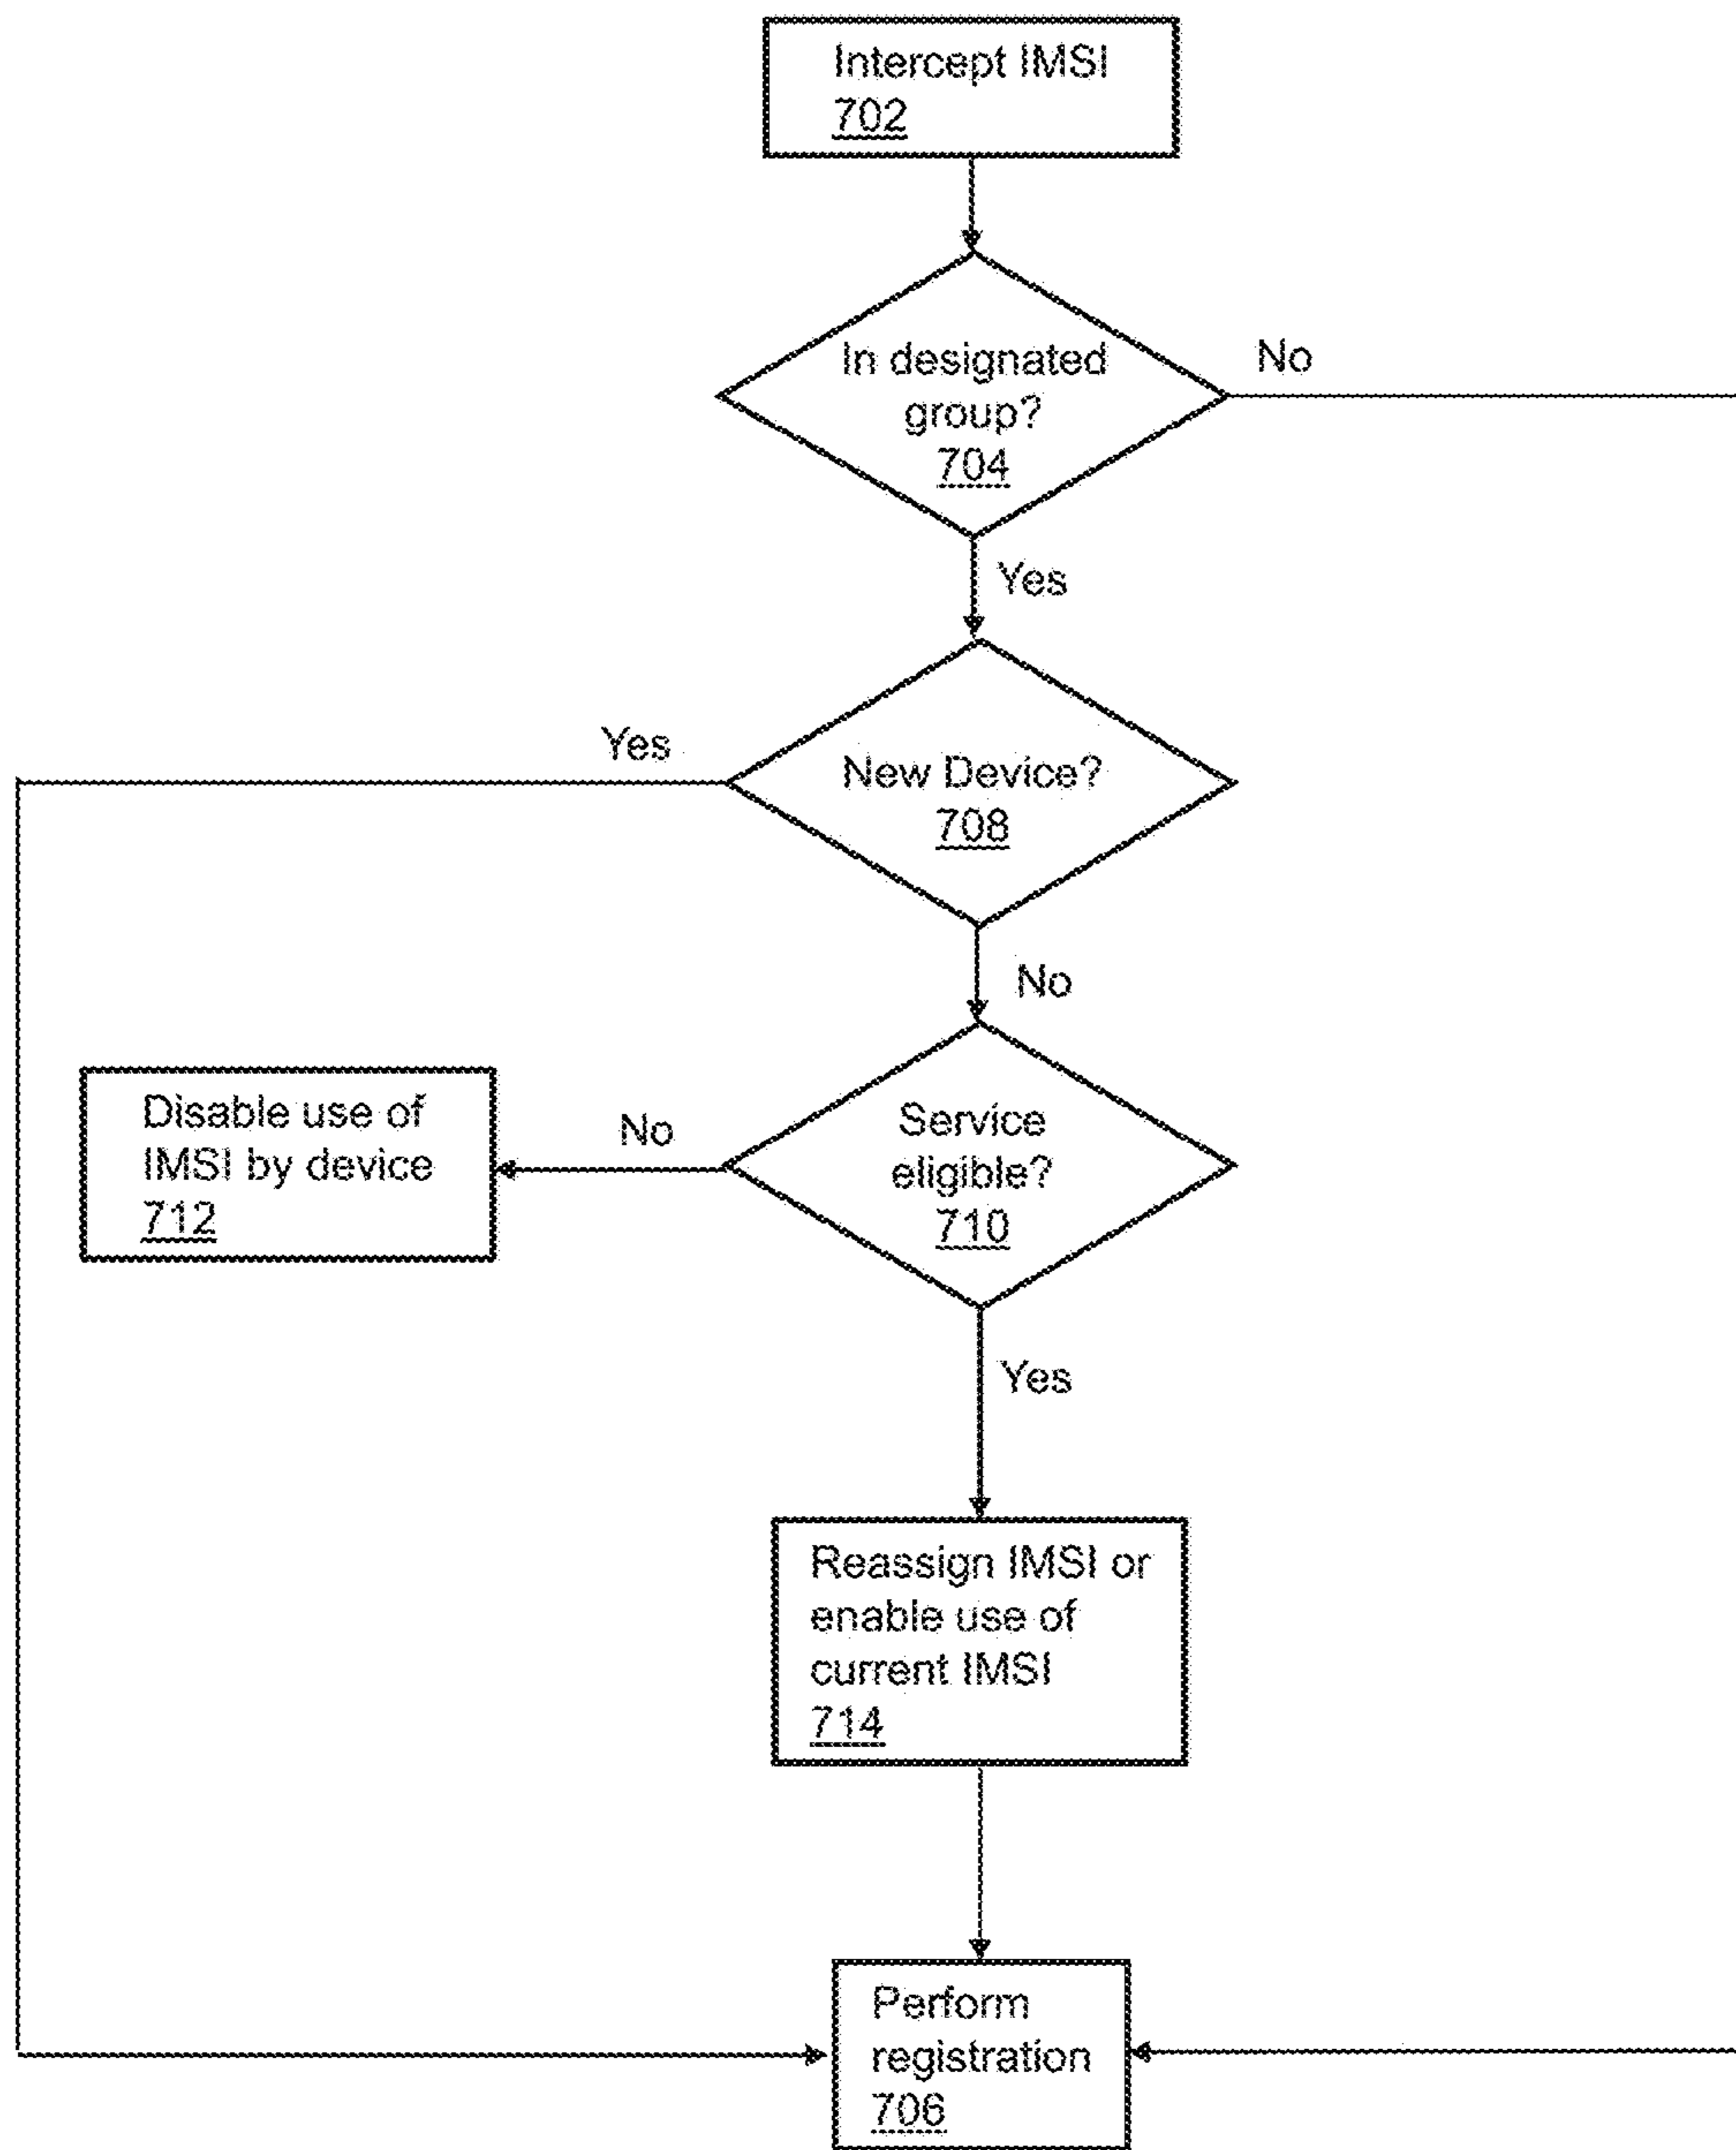 Intercept IMSI
702
In designated
group?
704
No
Yes
New Device?
708
Yes
No
Service
eligible?
710
No
Disable use of
IMSI by device
712
Yes
Reassign IMSI or
enable use of
current IMSI
714
Perform
registration
706